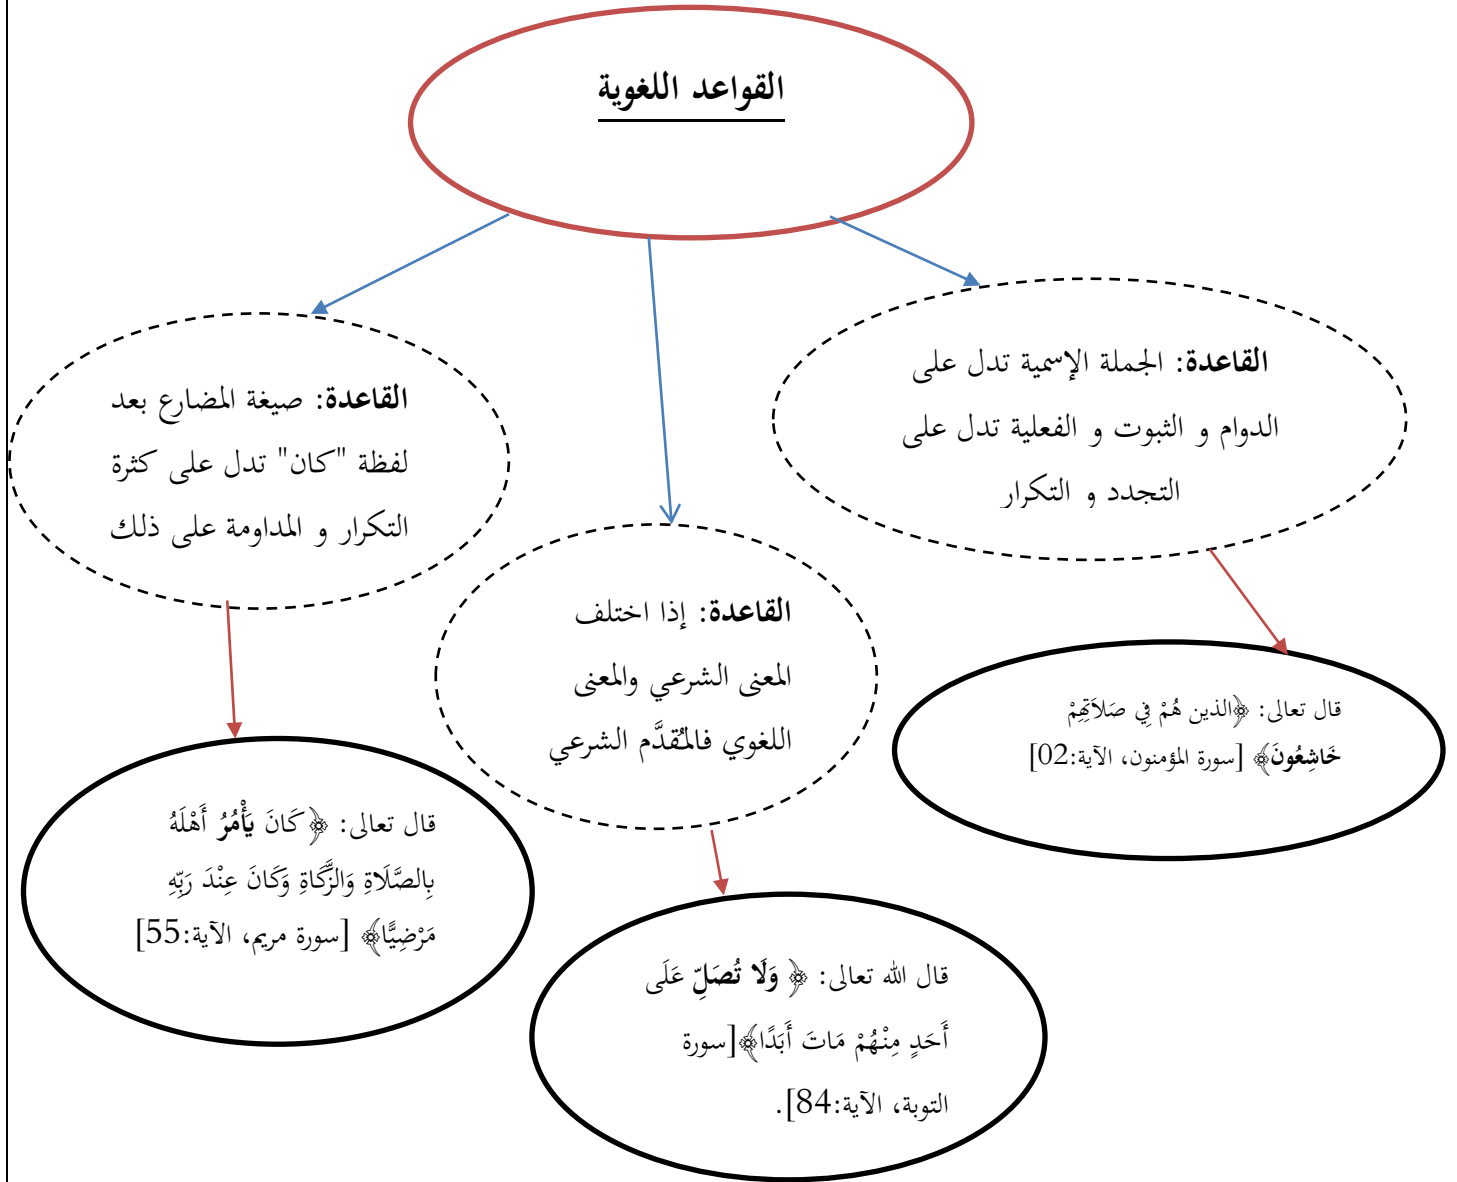 القواعد اللغوية
القاعدة: الجملة الإسمية تدل على
الدوام و الثبوت و الفعلية تدل على
التجدد و التكرار
القاعدة: صيغة المضارع بعد
لفظة "كان" تدل على كثرة
التكرار و المداومة على ذلك
القاعدة: إذا اختلف
المعنى الشرعي والمعنى
اللغوي فالمُقدَّم الشرعي
قال تعالى: ﴿الذين هُمْ فِي صَلاَتِهِمْ
خَاشِعُونَ﴾ [سورة المؤمنون، الآية:02]
قال تعالى: ﴿كَانَ يَأْمُرُ أَهْلَهُ
بِالصَّلَاةِ وَالزَّكَاةِ وَكَانَ عِنْدَ رَبِّهِ
مَرْضِيًّا﴾ [سورة مريم، الآية:55]
قال الله تعالى: ﴿ وَلَا تُصَلِّ عَلَى
أَحَدٍ مِنْهُمْ مَاتَ أَبَدًا﴾[سورة
التوبة، الآية:84].